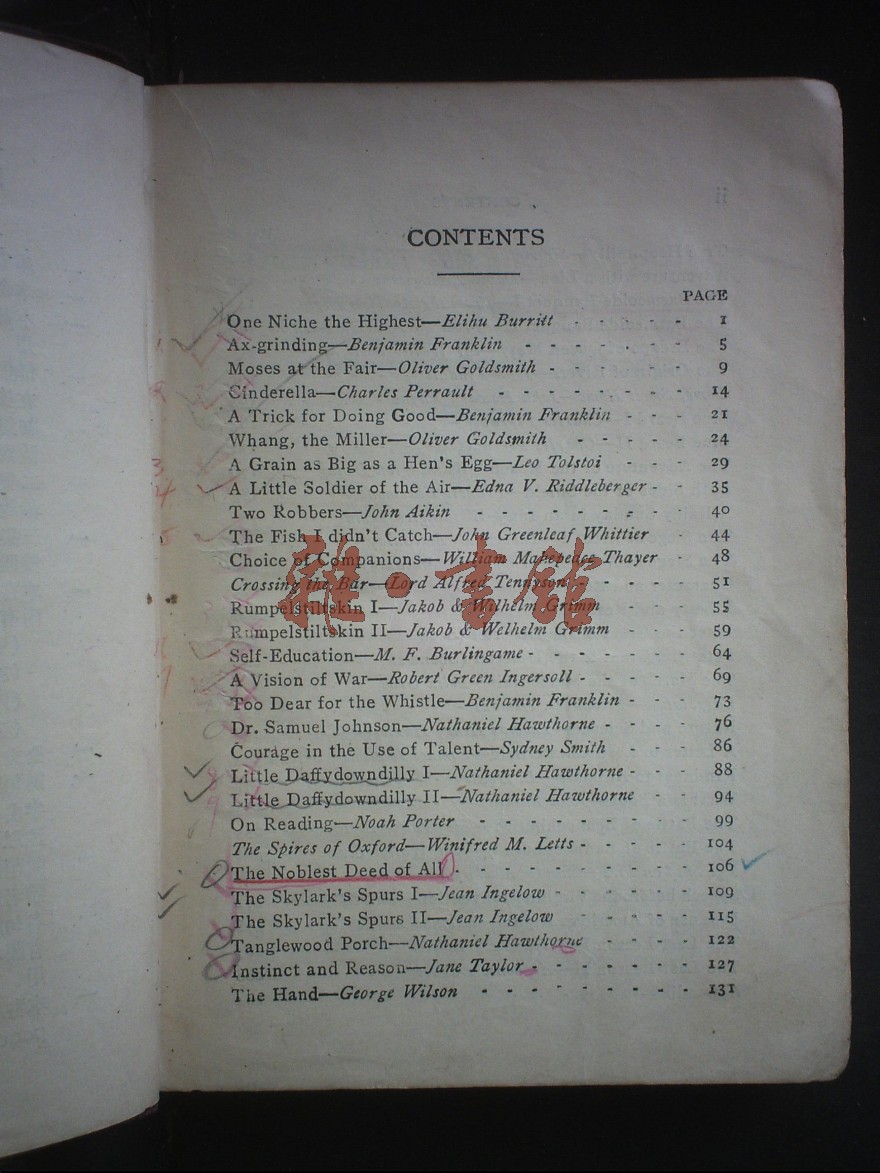 CONTENTS
PAGE
One Niche the Highest—Elihu Burritt - - - - - 1
Ax-grinding—Benjamin Franklin - - - - - - - 5
Moses at the Fair—Oliver Goldsmith - - - - - - 9
Cinderella—Charles Perrault - - - - - - - - 14
A Trick for Doing Good—Benjamin Franklin - - - 21
Whang, the Miller—Oliver Goldsmith - - - - - 24
A Grain as Big as a Hen's Egg—Leo Tolstoi - - - 29
A Little Soldier of the Air—Edna V. Riddleberger - - 35
Two Robbers—John Aikin - - - - - - - - 40
The Fish I didn't Catch—John Greenleaf Whittier - 44
Choice of Companions—William Makepeace Thayer - 48
Crossing the Bar—Lord Alfred Tennyson - - - - - 51
Rumpelstiltskin I—Jakob & Wilhelm Grimm - - - 55
Rumpelstiltskin II—Jakob & Welhelm Grimm - - - 59
Self-Education—M. F. Burlingame - - - - - - - 64
A Vision of War—Robert Green Ingersoll - - - - - 69
Too Dear for the Whistle—Benjamin Franklin - - - 73
Dr. Samuel Johnson—Nathaniel Hawthorne - - - - 76
Courage in the Use of Talent—Sydney Smith - - - 86
Little Daffydowndilly I—Nathaniel Hawthorne - - - 88
Little Daffydowndilly II—Nathaniel Hawthorne - - 94
On Reading—Noah Porter - - - - - - - - 99
The Spires of Oxford—Winifred M. Letts - - - - - 104
The Noblest Deed of All - - - - - - - - - 106
The Skylark's Spurs I—Jean Ingelow - - - - - - 109
The Skylark's Spurs II—Jean Ingelow - - - - 115
Tanglewood Porch—Nathaniel Hawthorne - - - - 122
Instinct and Reason—Jane Taylor - - - - - - - 127
The Hand—George Wilson - - - - - - - - - 131
雜·書館